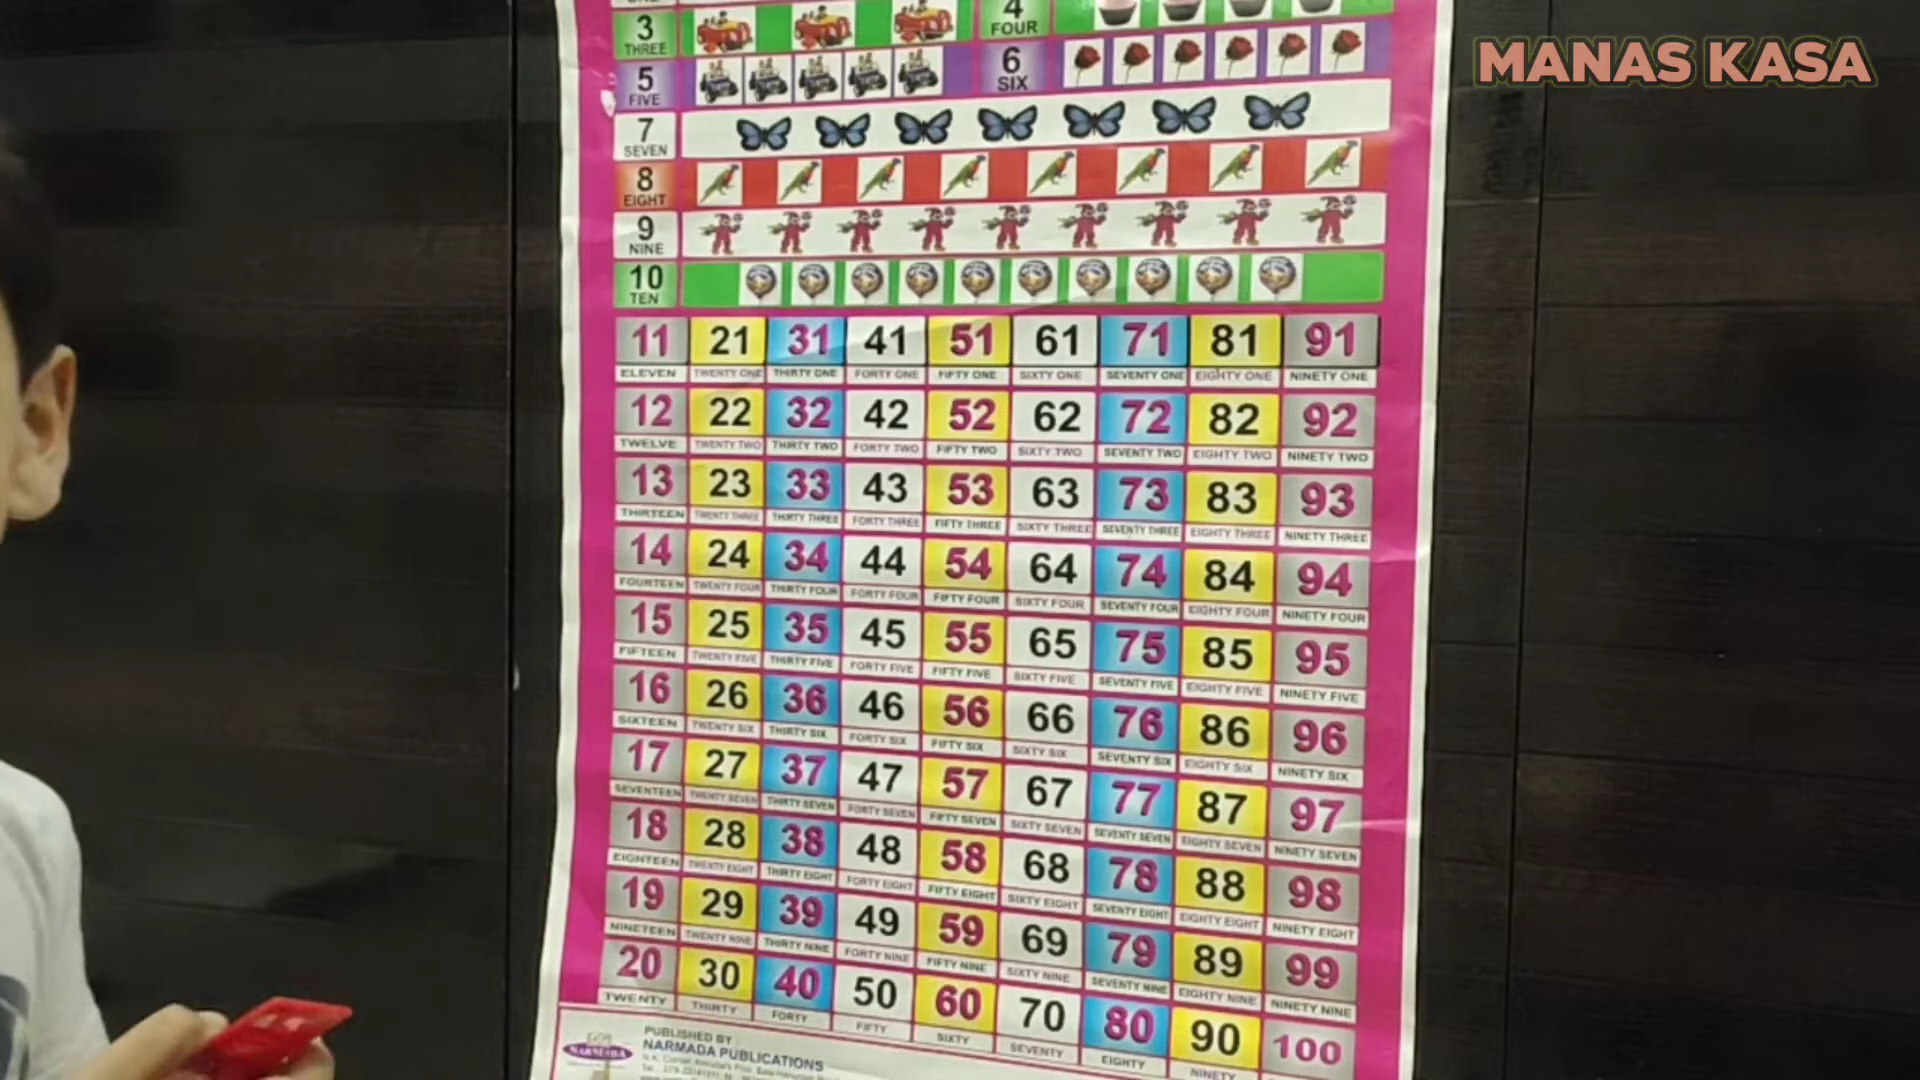 MANAS KASA
3 4
THREE FOUR
5 6
FIVE SIX
7
SEVEN
8
EIGHT
9
NINE
10
TEN
11 21 31 41 51 61 71 81 91
ELEVEN TWENTY ONE THIRTY ONE FORTY ONE FIFTY ONE SIXTY ONE SEVENTY ONE EIGHTY ONE NINETY ONE
12 22 32 42 52 62 72 82 92
TWELVE TWENTY TWO THIRTY TWO FORTY TWO FIFTY TWO SIXTY TWO SEVENTY TWO EIGHTY TWO NINETY TWO
13 23 33 43 53 63 73 83 93
THIRTEEN TWENTY THREE THIRTY THREE FORTY THREE FIFTY THREE SIXTY THREE SEVENTY THREE EIGHTY THREE NINETY THREE
14 24 34 44 54 64 74 84 94
FOURTEEN TWENTY FOUR THIRTY FOUR FORTY FOUR FIFTY FOUR SIXTY FOUR SEVENTY FOUR EIGHTY FOUR NINETY FOUR
15 25 35 45 55 65 75 85 95
FIFTEEN TWENTY FIVE THIRTY FIVE FORTY FIVE FIFTY FIVE SIXTY FIVE SEVENTY FIVE EIGHTY FIVE NINETY FIVE
16 26 36 46 56 66 76 86 96
SIXTEEN TWENTY SIX THIRTY SIX FORTY SIX FIFTY SIX SIXTY SIX SEVENTY SIX EIGHTY SIX NINETY SIX
17 27 37 47 57 67 77 87 97
SEVENTEEN TWENTY SEVEN THIRTY SEVEN FORTY SEVEN FIFTY SEVEN SIXTY SEVEN SEVENTY SEVEN EIGHTY SEVEN NINETY SEVEN
18 28 38 48 58 68 78 88 98
EIGHTEEN TWENTY EIGHT THIRTY EIGHT FORTY EIGHT FIFTY EIGHT SIXTY EIGHT SEVENTY EIGHT EIGHTY EIGHT NINETY EIGHT
19 29 39 49 59 69 79 89 99
NINETEEN TWENTY NINE THIRTY NINE FORTY NINE FIFTY NINE SIXTY NINE SEVENTY NINE EIGHTY NINE NINETY NINE
20 30 40 50 60 70 80 90 100
TWENTY THIRTY FORTY FIFTY SIXTY SEVENTY EIGHTY NINETY
NARMADA
PUBLISHED BY
NARMADA PUBLICATIONS